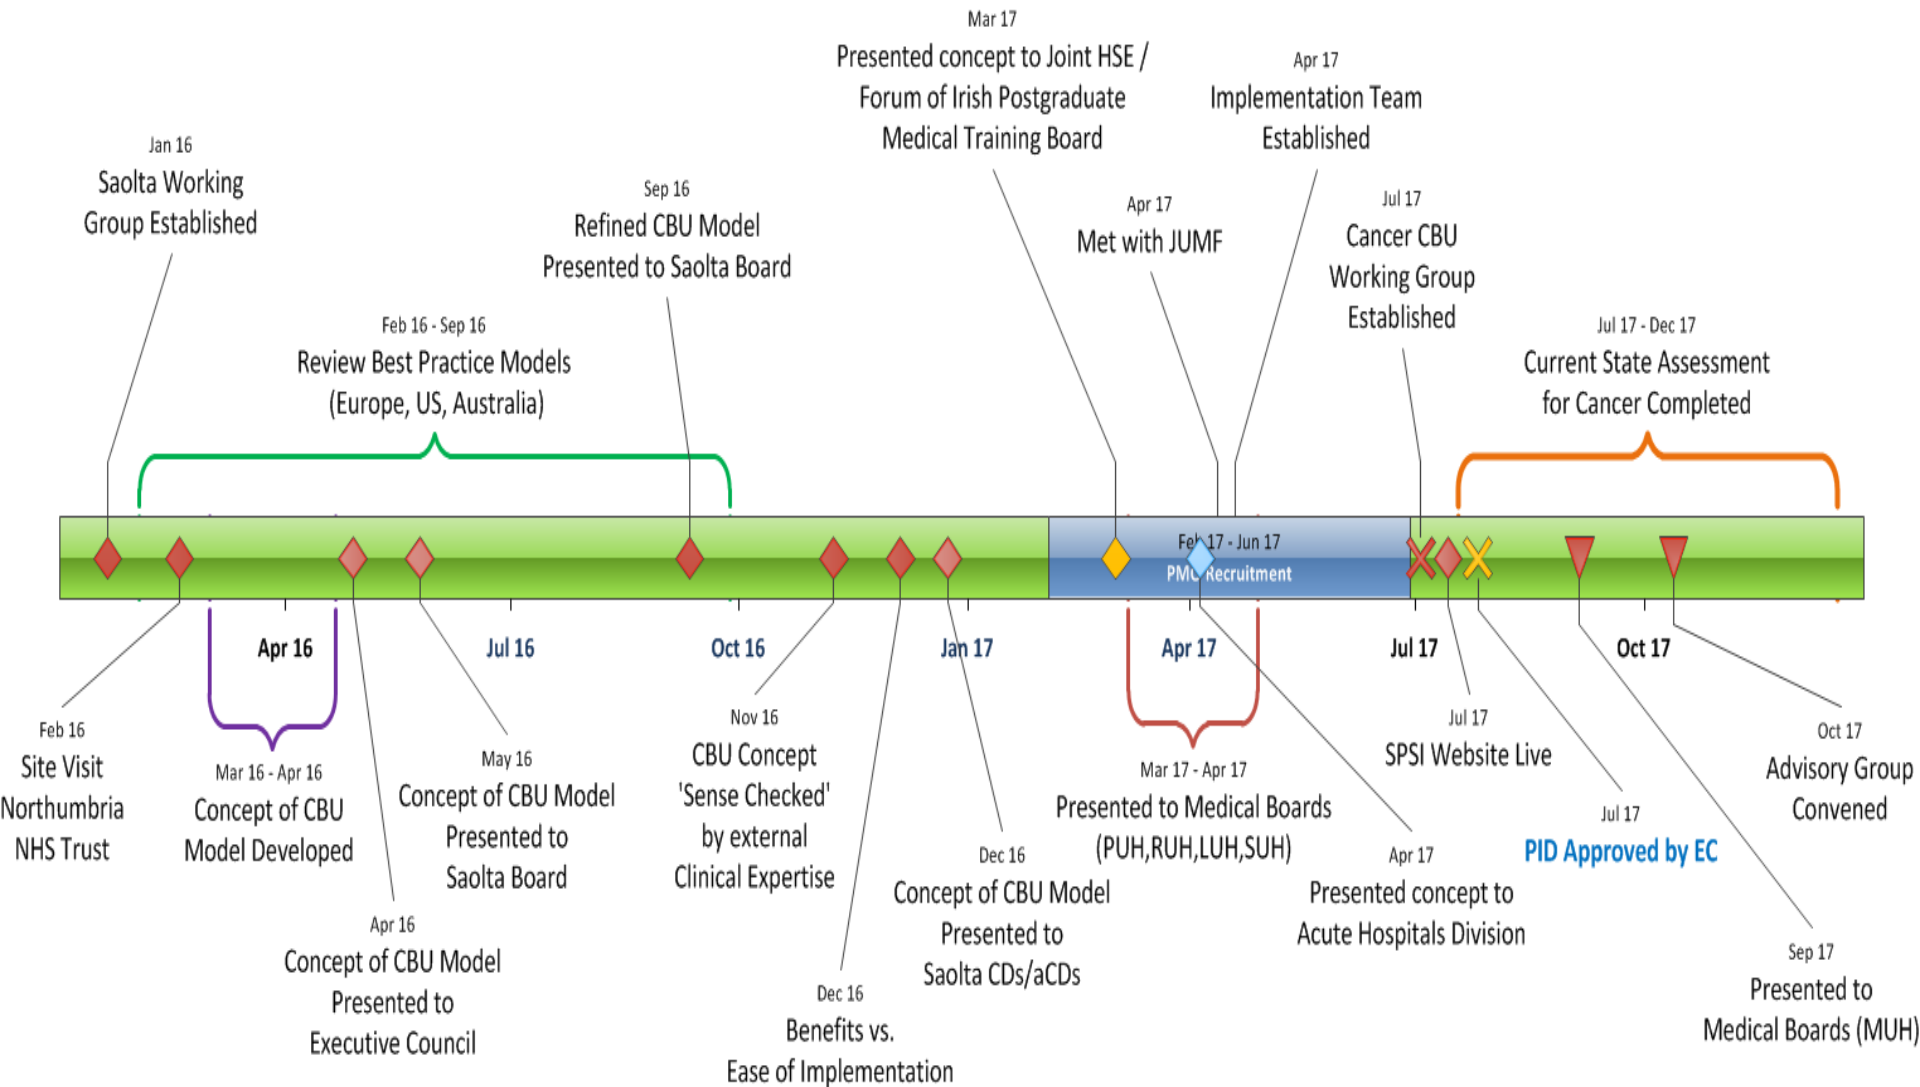 Mar 17
Presented concept to Joint HSE /
Forum of Irish Postgraduate
Medical Training Board
Apr 17
Implementation Team
Established
Jan 16
Saolta Working
Group Established
Sep 16
Refined CBU Model
Presented to Saolta Board
Apr 17
Met with JUMF
Jul 17
Cancer CBU
Working Group
Established
Feb 16 - Sep 16
Review Best Practice Models
(Europe, US, Australia)
Jul 17 - Dec 17
Current State Assessment
for Cancer Completed
Feb 17 - Jun 17
PMO Recruitment
Apr 16
Jul 16
Oct 16
Jan 17
Apr 17
Jul 17
Oct 17
Feb 16
Site Visit
Northumbria
NHS Trust
Mar 16 - Apr 16
Concept of CBU
Model Developed
Apr 16
Concept of CBU Model
Presented to
Executive Council
May 16
Concept of CBU Model
Presented to
Saolta Board
Nov 16
CBU Concept
'Sense Checked'
by external
Clinical Expertise
Dec 16
Benefits vs.
Ease of Implementation
Dec 16
Concept of CBU Model
Presented to
Saolta CDs/aCDs
Mar 17 - Apr 17
Presented to Medical Boards
(PUH,RUH,LUH,SUH)
Apr 17
Presented concept to
Acute Hospitals Division
Jul 17
SPSI Website Live
Jul 17
PID Approved by EC
Sep 17
Presented to
Medical Boards (MUH)
Oct 17
Advisory Group
Convened